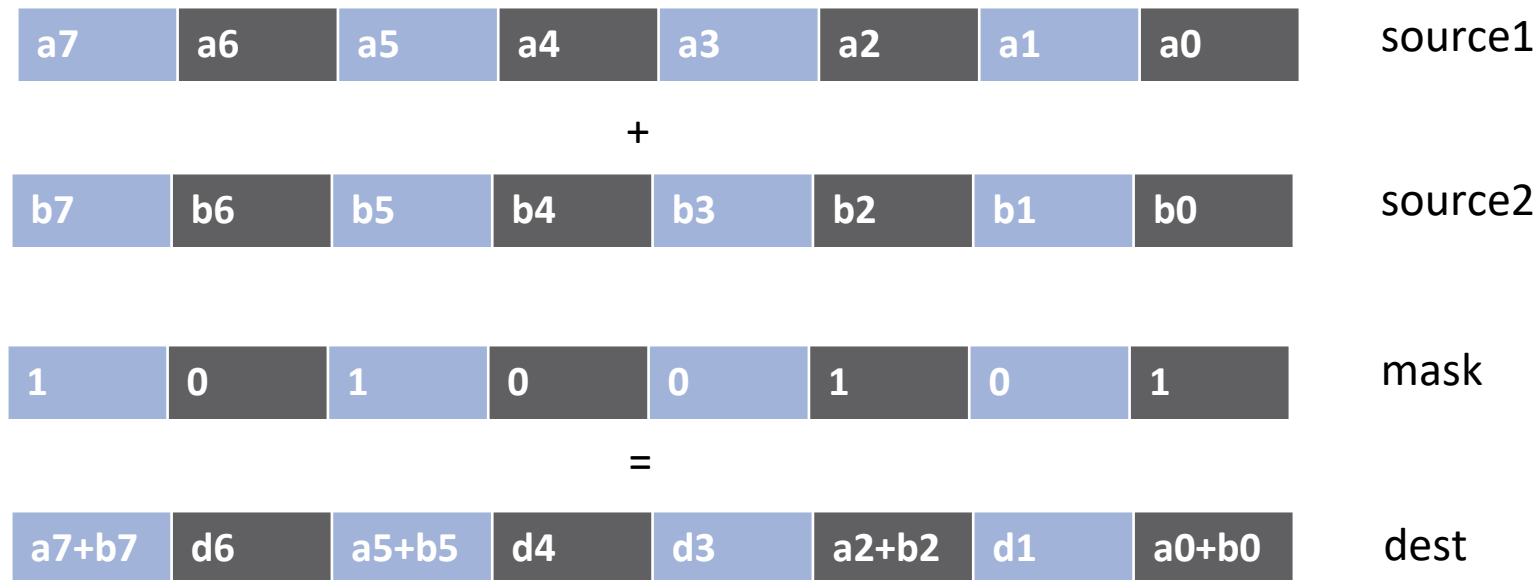 a7 a6 a5 a4 a3 a2 a1 a0 source1
+
b7 b6 b5 b4 b3 b2 b1 b0 source2
1 0 1 0 0 1 0 1 mask
=
a7+b7 d6 a5+b5 d4 d3 a2+b2 d1 a0+b0 dest